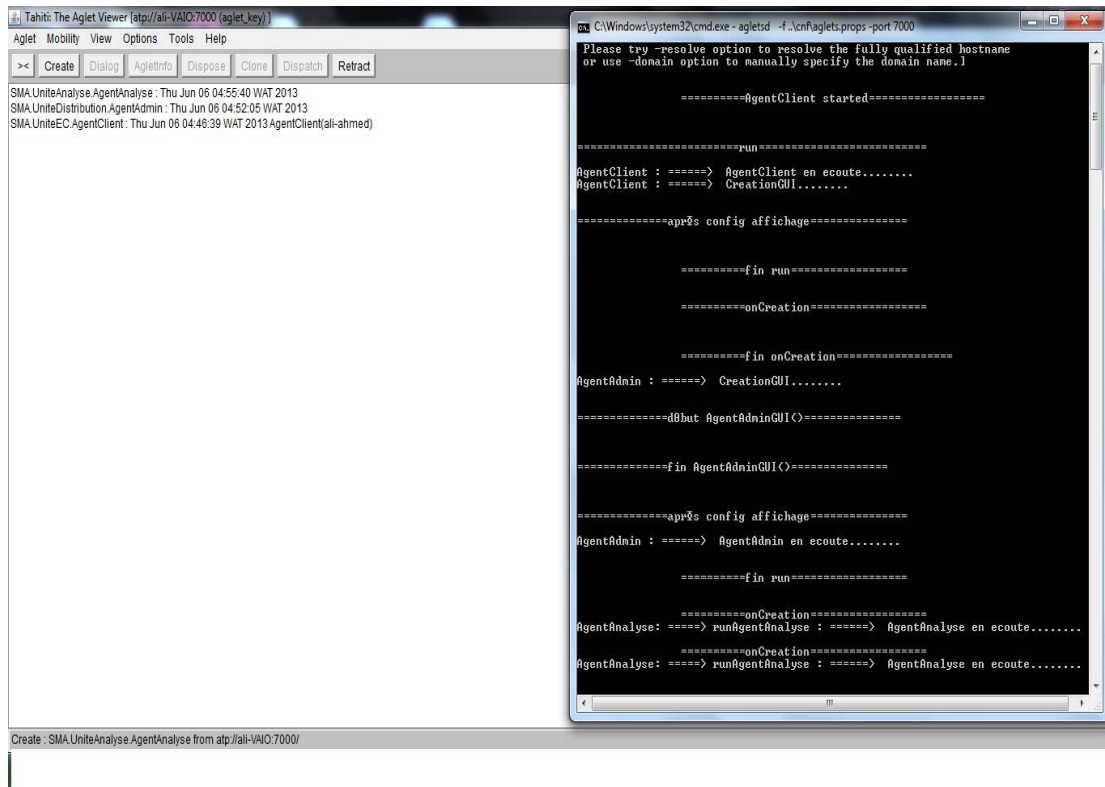 Tahiti: The Aglet Viewer [atp://ali-VAIO:7000 (aglet_key) ]
Aglet Mobility View Options Tools Help
>< Create Dialog AgletInfo Dispose Clone Dispatch Retract
SMA.UniteAnalyse.AgentAnalyse : Thu Jun 06 04:55:40 WAT 2013
SMA.UniteDistribution.AgentAdmin : Thu Jun 06 04:52:05 WAT 2013
SMA.UniteEC.AgentClient : Thu Jun 06 04:46:39 WAT 2013 AgentClient(ali-ahmed)
Create : SMA.UniteAnalyse.AgentAnalyse from atp://ali-VAIO:7000/
C:\Windows\system32\cmd.exe - agletsd -f..\cnf\aglets.props -port 7000
Please try -resolve option to resolve the fully qualified hostname
or use -domain option to manually specify the domain name.]
==========AgentClient started==================
=========================run==========================
AgentClient : ======> AgentClient en ecoute........
AgentClient : ======> CreationGUI........
==============aprΦs config affichage===============
==========fin run==================
==========onCreation==================
==========fin onCreation==================
AgentAdmin : ======> CreationGUI........
==============dΘbut AgentAdminGUI()===============
==============fin AgentAdminGUI()===============
==============aprΦs config affichage===============
AgentAdmin : ======> AgentAdmin en ecoute........
==========fin run==================
==========onCreation==================
AgentAnalyse: =====> runAgentAnalyse : ======> AgentAnalyse en ecoute........
==========onCreation==================
AgentAnalyse: =====> runAgentAnalyse : ======> AgentAnalyse en ecoute........